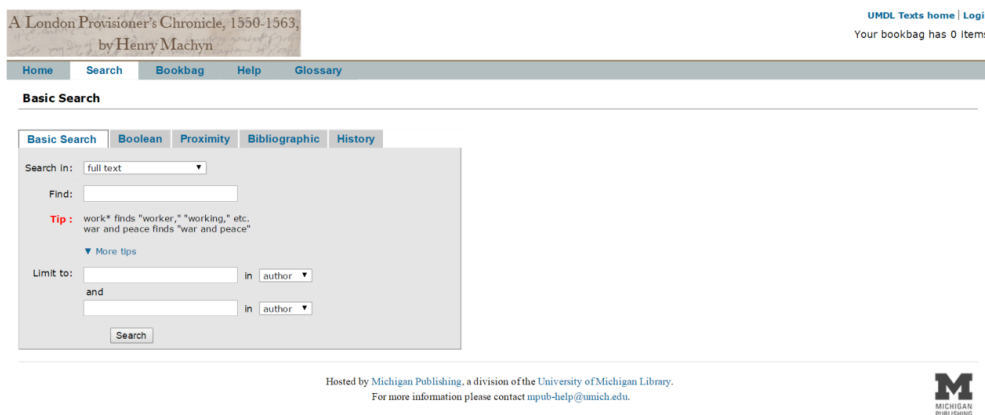 A London Provisioner's Chronicle, 1550-1563,
by Henry Machyn
UMDL Texts home | Logi
Your bookbag has 0 items
Home Search Bookbag Help Glossary
Basic Search
Basic Search Boolean Proximity Bibliographic History
Search in: full text ▼
Find:
Tip : work* finds "worker," "working," etc.
war and peace finds "war and peace"
▼ More tips
Limit to: in author ▼
and
in author ▼
Search
Hosted by Michigan Publishing, a division of the University of Michigan Library.
For more information please contact mpub-help@umich.edu.
M
MICHIGAN
PUBLISHING